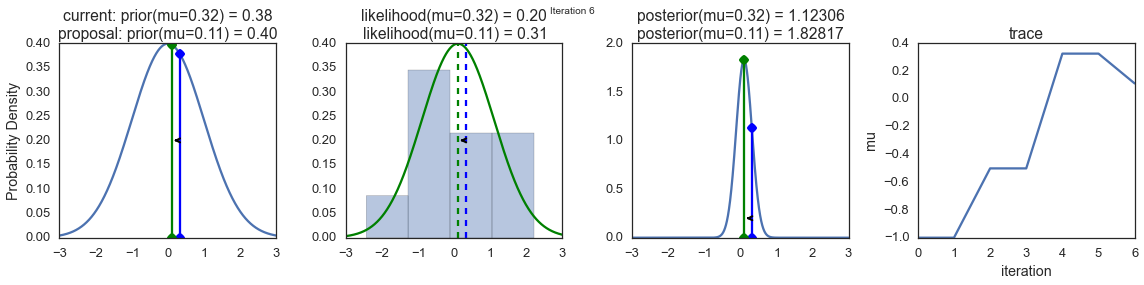 current: prior(mu=0.32) = 0.38
proposal: prior(mu=0.11) = 0.40
Probability Density
0.40
0.35
0.30
0.25
0.20
0.15
0.10
0.05
0.00
−3 −2 −1 0 1 2 3
likelihood(mu=0.32) = 0.20
likelihood(mu=0.11) = 0.31
Iteration 6
0.40
0.35
0.30
0.25
0.20
0.15
0.10
0.05
0.00
−3 −2 −1 0 1 2 3
posterior(mu=0.32) = 1.12306
posterior(mu=0.11) = 1.82817
2.0
1.5
1.0
0.5
0.0
−3 −2 −1 0 1 2 3
trace
mu
0.4
0.2
0.0
−0.2
−0.4
−0.6
−0.8
−1.0
0 1 2 3 4 5 6
iteration